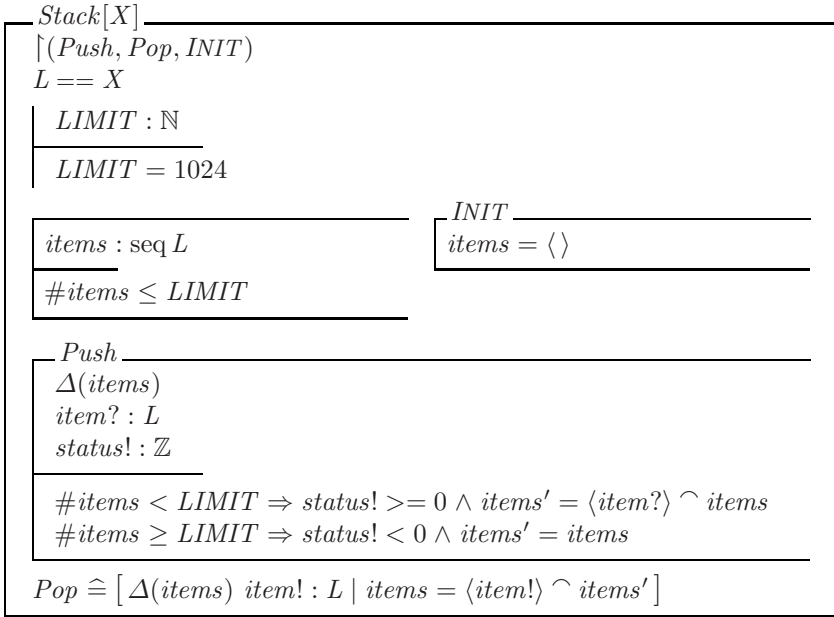 Stack[X]
↾(Push, Pop, INIT)
L == X
LIMIT : ℕ
LIMIT = 1024
items : seq L
#items ≤ LIMIT
INIT
items = ⟨ ⟩
Push
Δ(items)
item? : L
status! : ℤ
#items < LIMIT ⇒ status! >= 0 ∧ items′ = ⟨item?⟩ ⌢ items
#items ≥ LIMIT ⇒ status! < 0 ∧ items′ = items
Pop ≙ [ Δ(items) item! : L | items = ⟨item!⟩ ⌢ items′ ]